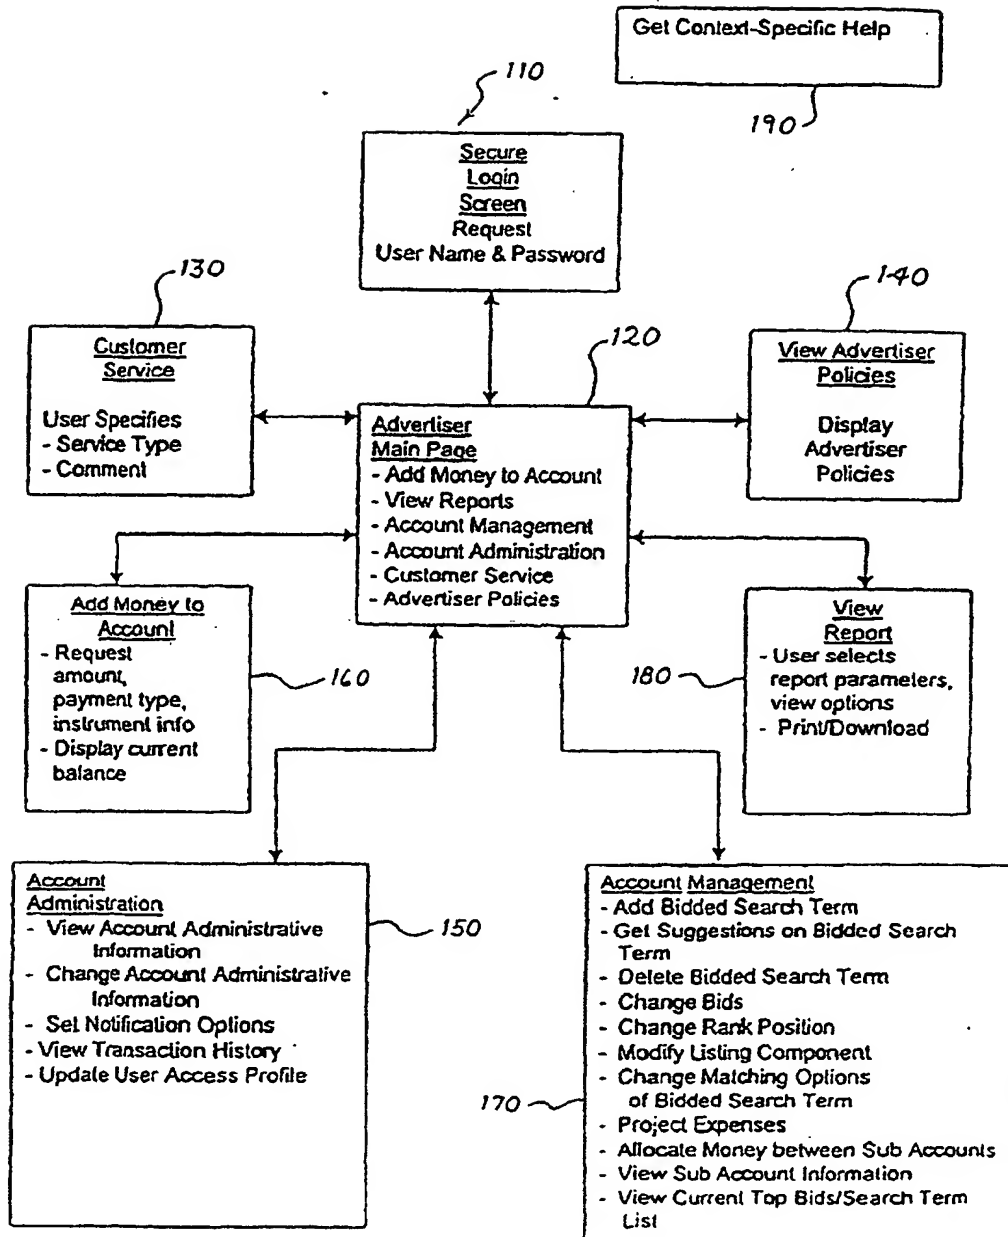 Get Context-Specific Help
190
110
Secure
Login
Screen
Request
User Name & Password
130
Customer
Service
User Specifies
- Service Type
- Comment
120
Advertiser
Main Page
- Add Money to Account
- View Reports
- Account Management
- Account Administration
- Customer Service
- Advertiser Policies
140
View Advertiser
Policies
Display
Advertiser
Policies
Add Money to
Account
- Request
amount,
payment type,
instrument info
- Display current
balance
160
View
Report
- User selects
report parameters,
view options
- Print/Download
180
Account
Administration
- View Account Administrative
Information
- Change Account Administrative
Information
- Set Notification Options
- View Transaction History
- Update User Access Profile
150
Account Management
- Add Bidded Search Term
- Get Suggestions on Bidded Search
Term
- Delete Bidded Search Term
- Change Bids
- Change Rank Position
- Modify Listing Component
- Change Matching Options
of Bidded Search Term
- Project Expenses
- Allocate Money between Sub Accounts
- View Sub Account Information
- View Current Top Bids/Search Term
List
170